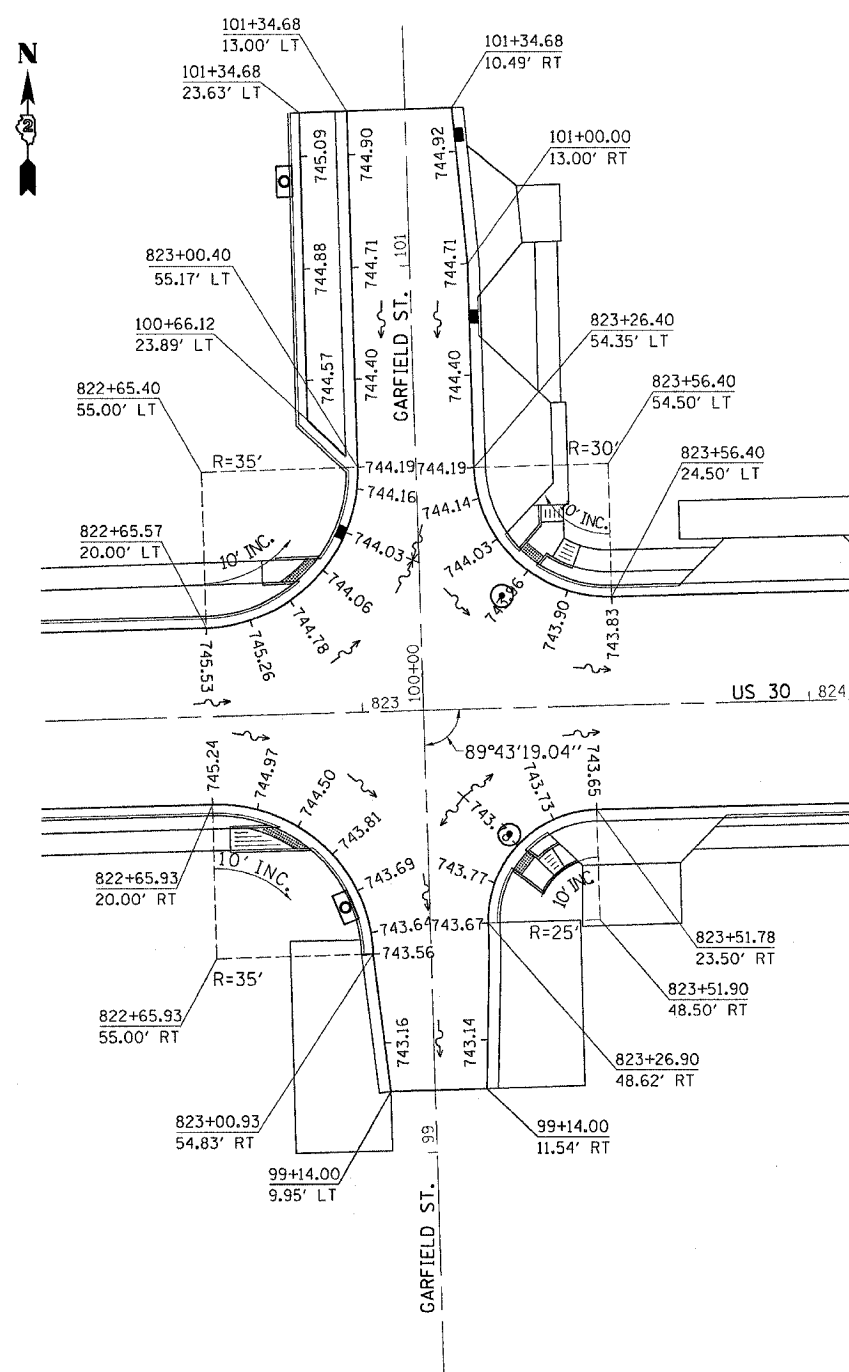 N
2
101+34.68
13.00' LT
101+34.68
23.63' LT
101+34.68
10.49' RT
101+00.00
13.00' RT
745.09
744.90
744.92
823+00.40
55.17' LT
744.88
744.71
101
744.71
100+66.12
23.89' LT
GARFIELD ST.
823+26.40
54.35' LT
822+65.40
55.00' LT
744.57
744.40
744.40
823+56.40
54.50' LT
R=35'
744.19
744.19
R=30'
823+56.40
24.50' LT
744.16
744.14
822+65.57
20.00' LT
10' INC.
744.03
744.03
10' INC.
744.06
743.96
744.78
743.90
745.26
743.83
745.53
100+00
823
US 30
824
89°43'19.04"
745.24
744.97
744.50
743.81
743.65
743.73
822+65.93
20.00' RT
10' INC.
743.69
743.77
10' INC
743.64
743.67
R=25'
823+51.78
23.50' RT
743.56
R=35'
822+65.93
55.00' RT
823+51.90
48.50' RT
743.16
743.14
823+26.90
48.62' RT
823+00.93
54.83' RT
99
99+14.00
11.54' RT
99+14.00
9.95' LT
GARFIELD ST.